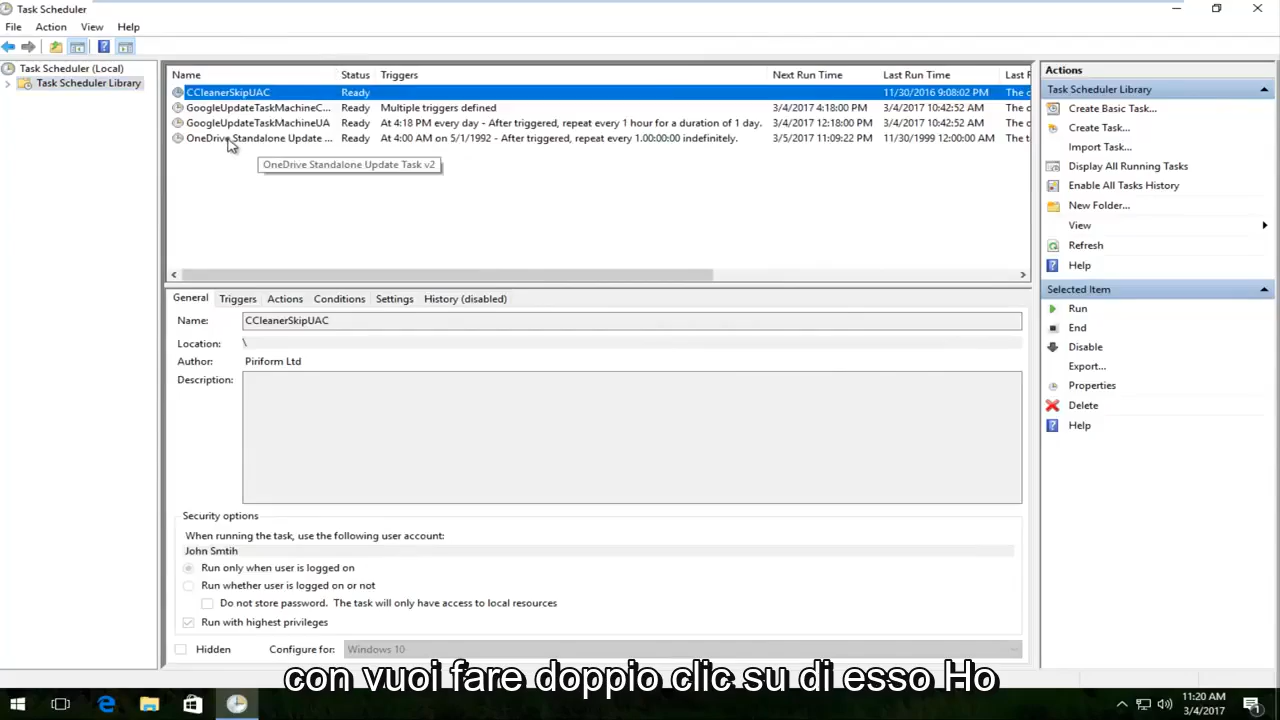 Task Scheduler
File Action View Help
Task Scheduler (Local)
Task Scheduler Library
Name Status Triggers Next Run Time Last Run Time Last F
CCleanerSkipUAC Ready 11/30/2016 9:08:02 PM The c
GoogleUpdateTaskMachineC... Ready Multiple triggers defined 3/4/2017 4:18:00 PM 3/4/2017 10:42:52 AM The c
GoogleUpdateTaskMachineUA Ready At 4:18 PM every day - After triggered, repeat every 1 hour for a duration of 1 day. 3/4/2017 12:18:00 PM 3/4/2017 10:42:52 AM The c
OneDrive Standalone Update ... Ready At 4:00 AM on 5/1/1992 - After triggered, repeat every 1.00:00:00 indefinitely. 3/5/2017 11:09:22 PM 11/30/1999 12:00:00 AM The t
OneDrive Standalone Update Task v2
General Triggers Actions Conditions Settings History (disabled)
Name: CCleanerSkipUAC
Location: \
Author: Piriform Ltd
Description:
Security options
When running the task, use the following user account:
John Smtih
Run only when user is logged on
Run whether user is logged on or not
Do not store password. The task will only have access to local resources
Run with highest privileges
Hidden Configure for: Windows 10
Actions
Task Scheduler Library
Create Basic Task...
Create Task...
Import Task...
Display All Running Tasks
Enable All Tasks History
New Folder...
View
Refresh
Help
Selected Item
Run
End
Disable
Export...
Properties
Delete
Help
con vuoi fare doppio clic su di esso Ho
11:20 AM
3/4/2017